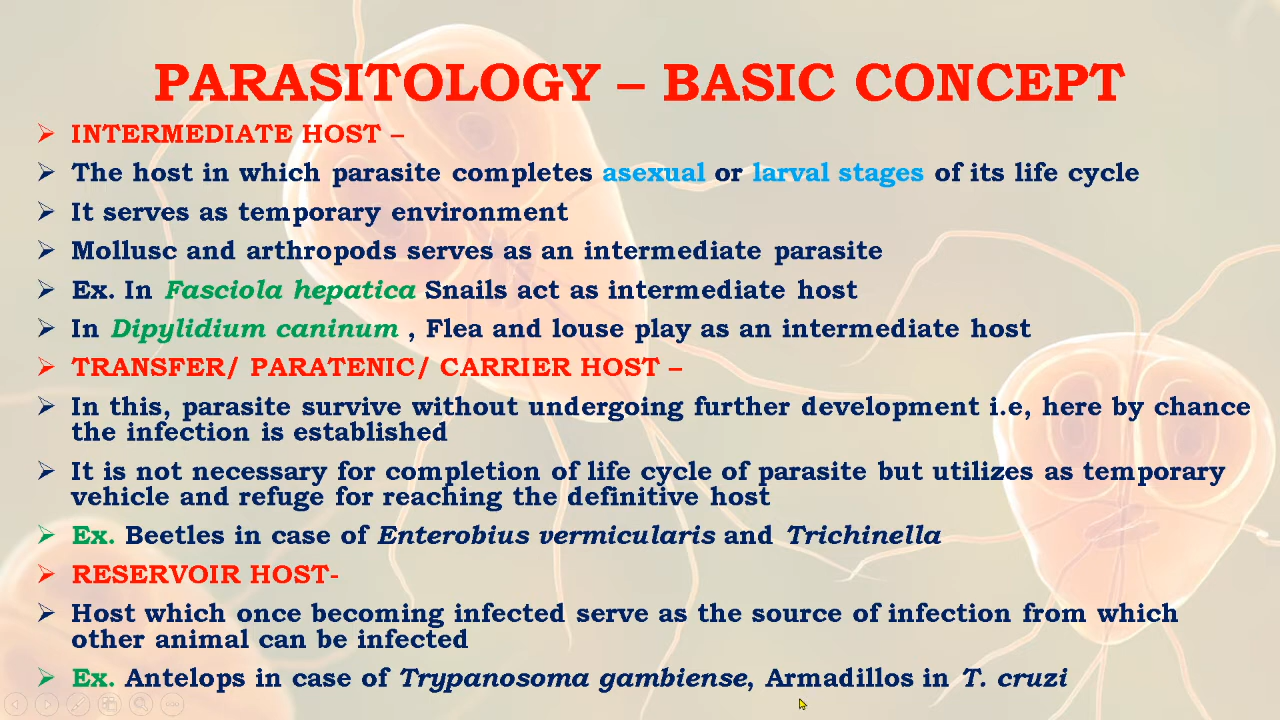 PARASITOLOGY – BASIC CONCEPT
➢ INTERMEDIATE HOST –
➢ The host in which parasite completes asexual or larval stages of its life cycle
➢ It serves as temporary environment
➢ Mollusc and arthropods serves as an intermediate parasite
➢ Ex. In Fasciola hepatica Snails act as intermediate host
➢ In Dipylidium caninum , Flea and louse play as an intermediate host
➢ TRANSFER/ PARATENIC/ CARRIER HOST –
➢ In this, parasite survive without undergoing further development i.e, here by chance
the infection is established
➢ It is not necessary for completion of life cycle of parasite but utilizes as temporary
vehicle and refuge for reaching the definitive host
➢ Ex. Beetles in case of Enterobius vermicularis and Trichinella
➢ RESERVOIR HOST-
➢ Host which once becoming infected serve as the source of infection from which
other animal can be infected
➢ Ex. Antelops in case of Trypanosoma gambiense, Armadillos in T. cruzi